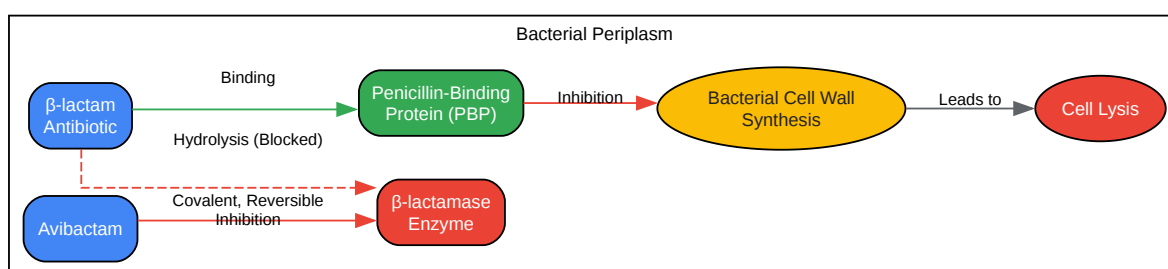 Bacterial Periplasm
β-lactam
Antibiotic
Binding
Penicillin-Binding
Protein (PBP)
Inhibition
Bacterial Cell Wall
Synthesis
Leads to
Cell Lysis
Hydrolysis (Blocked)
Avibactam
Covalent, Reversible
Inhibition
β-lactamase
Enzyme